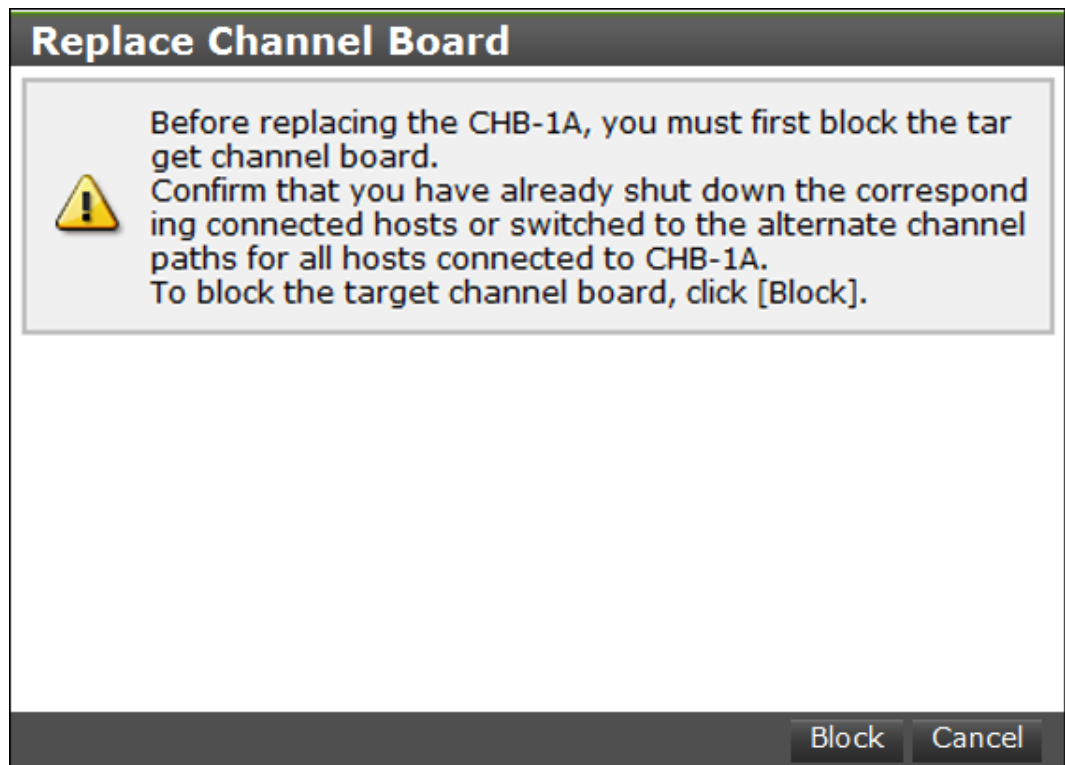 Replace Channel Board
Before replacing the CHB-1A, you must first block the tar
get channel board.
Confirm that you have already shut down the correspond
ing connected hosts or switched to the alternate channel
paths for all hosts connected to CHB-1A.
To block the target channel board, click [Block].
Block Cancel